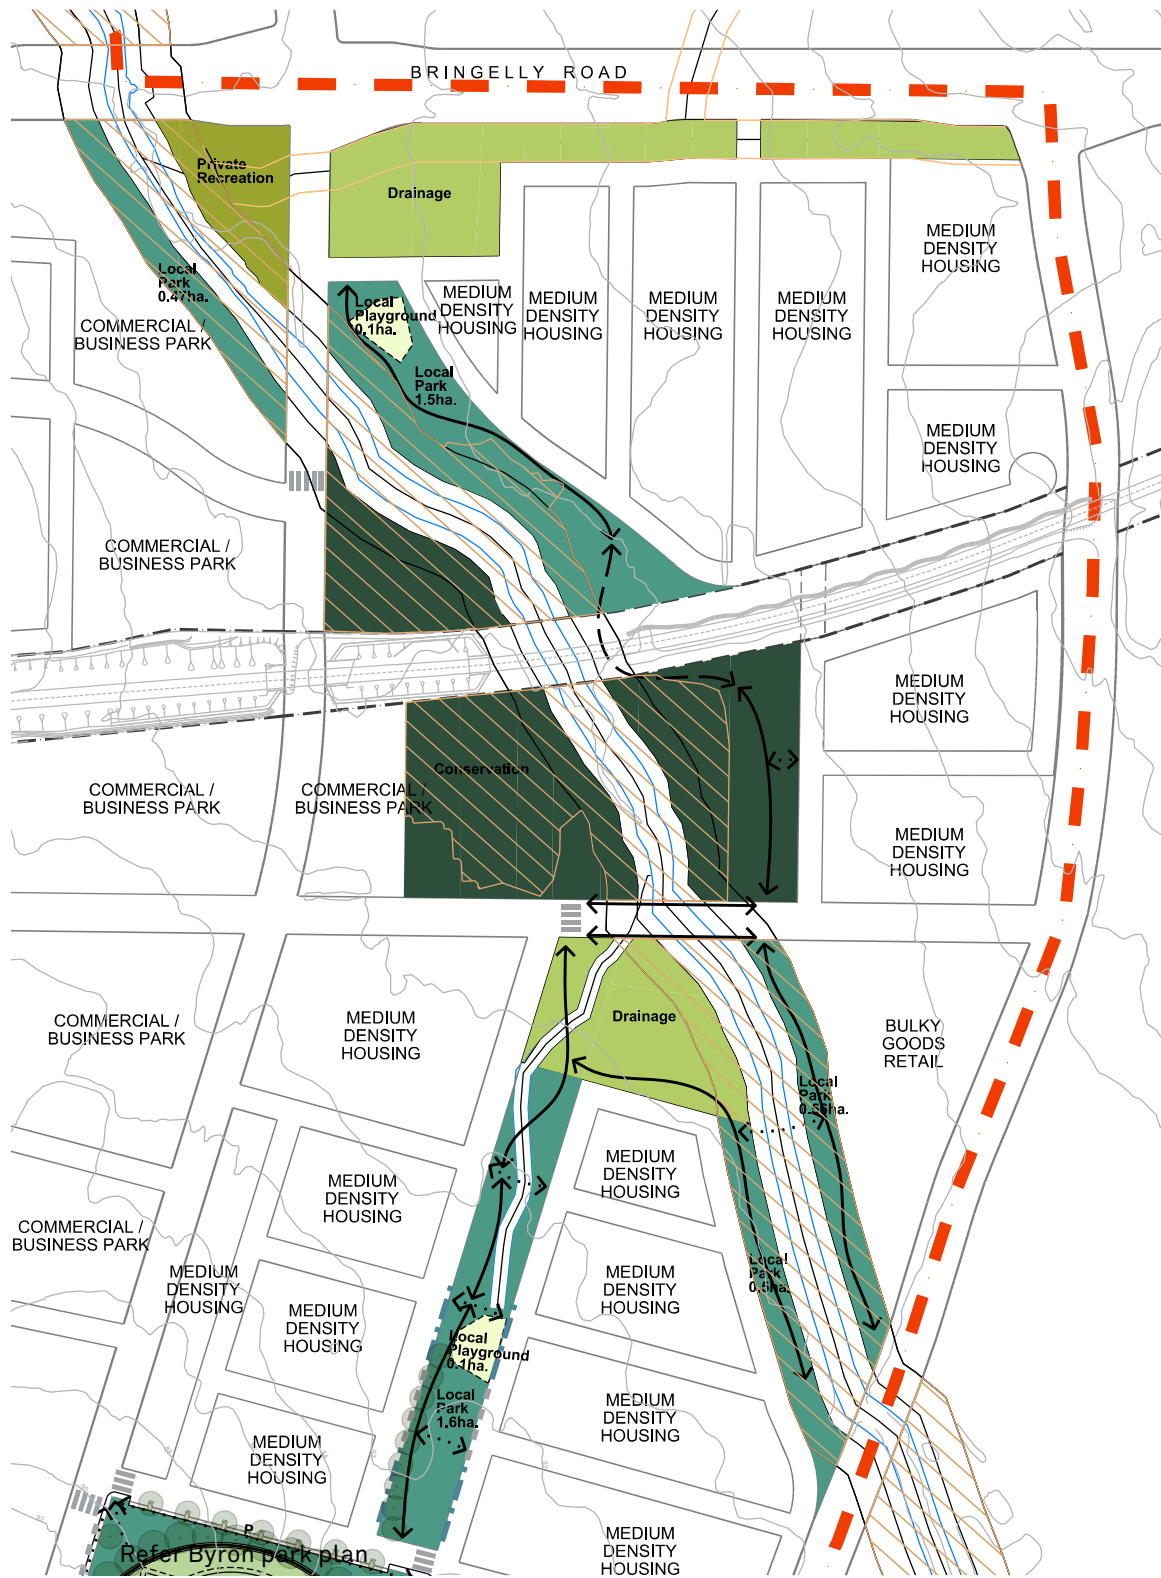 BRINGELLY ROAD
Private
Recreation
Drainage
MEDIUM
DENSITY
HOUSING
Local
Park
0.47ha.
COMMERCIAL /
BUSINESS PARK
Local
Playground
0.1ha.
MEDIUM
DENSITY
HOUSING
MEDIUM
DENSITY
HOUSING
MEDIUM
DENSITY
HOUSING
MEDIUM
DENSITY
HOUSING
Local
Park
1.5ha.
MEDIUM
DENSITY
HOUSING
COMMERCIAL /
BUSINESS PARK
MEDIUM
DENSITY
HOUSING
Conservation
COMMERCIAL /
BUSINESS PARK
COMMERCIAL /
BUSINESS PARK
MEDIUM
DENSITY
HOUSING
COMMERCIAL /
BUSINESS PARK
MEDIUM
DENSITY
HOUSING
Drainage
BULKY
GOODS
RETAIL
Local
Park
0.56ha.
MEDIUM
DENSITY
HOUSING
MEDIUM
DENSITY
HOUSING
COMMERCIAL /
BUSINESS PARK
MEDIUM
DENSITY
HOUSING
MEDIUM
DENSITY
HOUSING
Local
Park
0.5ha.
MEDIUM
DENSITY
HOUSING
Local
Playground
0.1ha.
Local
Park
1.6ha.
MEDIUM
DENSITY
HOUSING
MEDIUM
DENSITY
HOUSING
P
Refer Byron park plan
MEDIUM
DENSITY
HOUSING